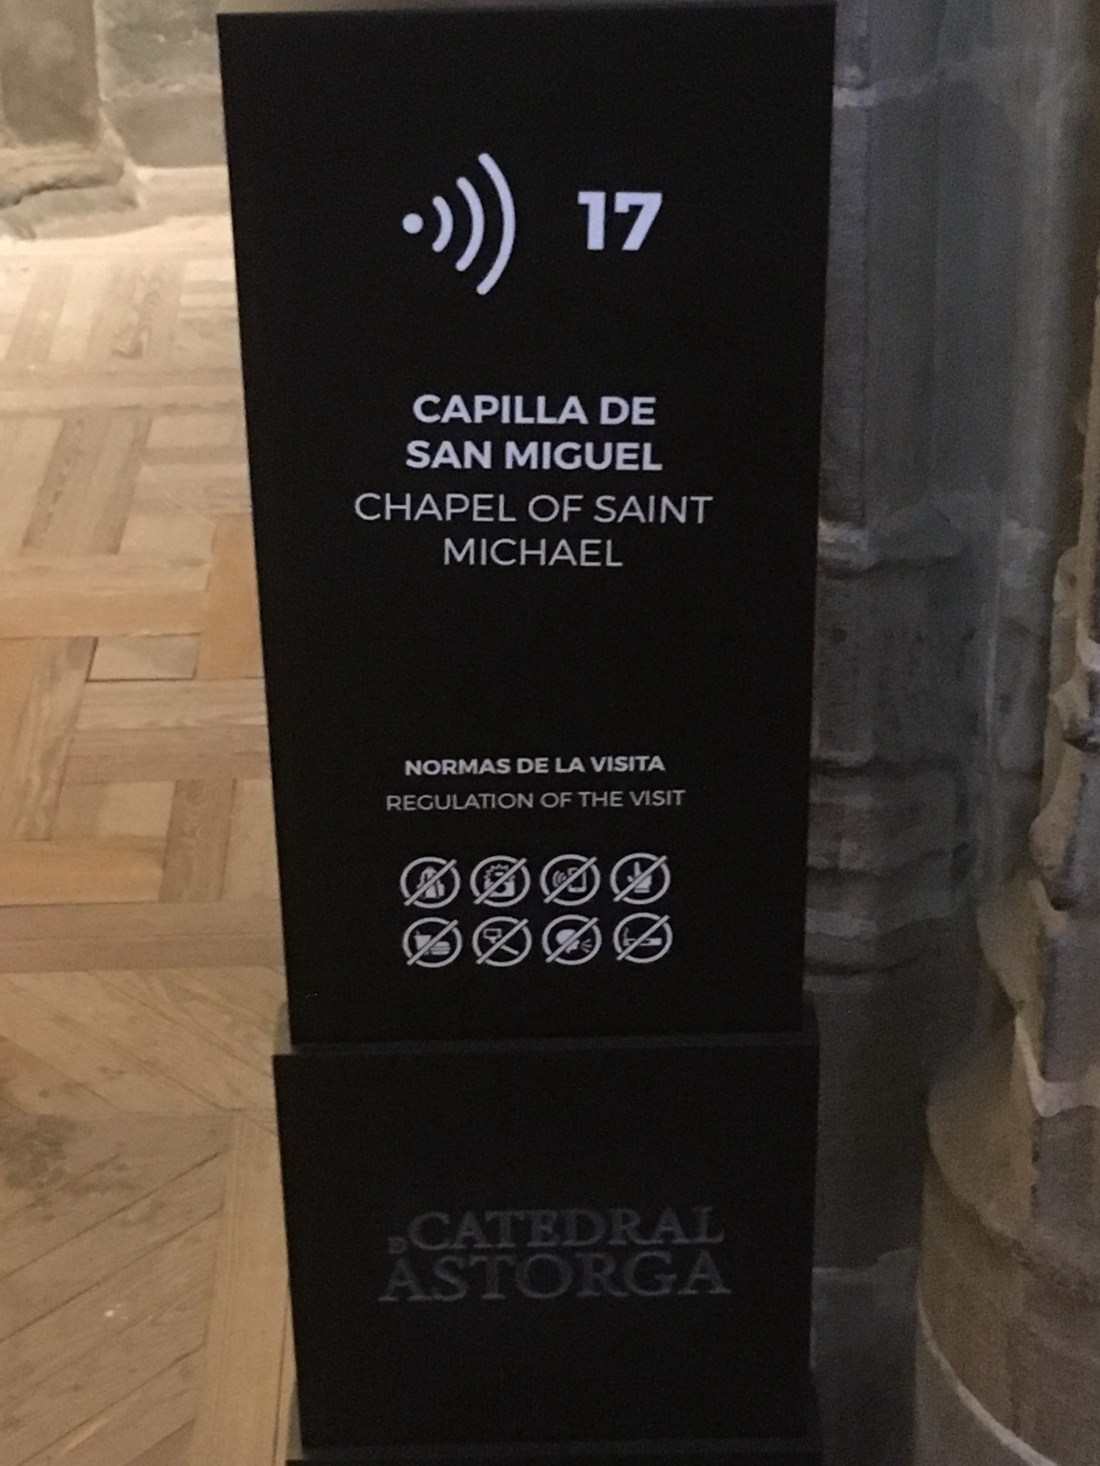 17
CAPILLA DE
SAN MIGUEL
CHAPEL OF SAINT
MICHAEL
NORMAS DE LA VISITA
REGULATION OF THE VISIT
CATEDRAL
ASTORGA